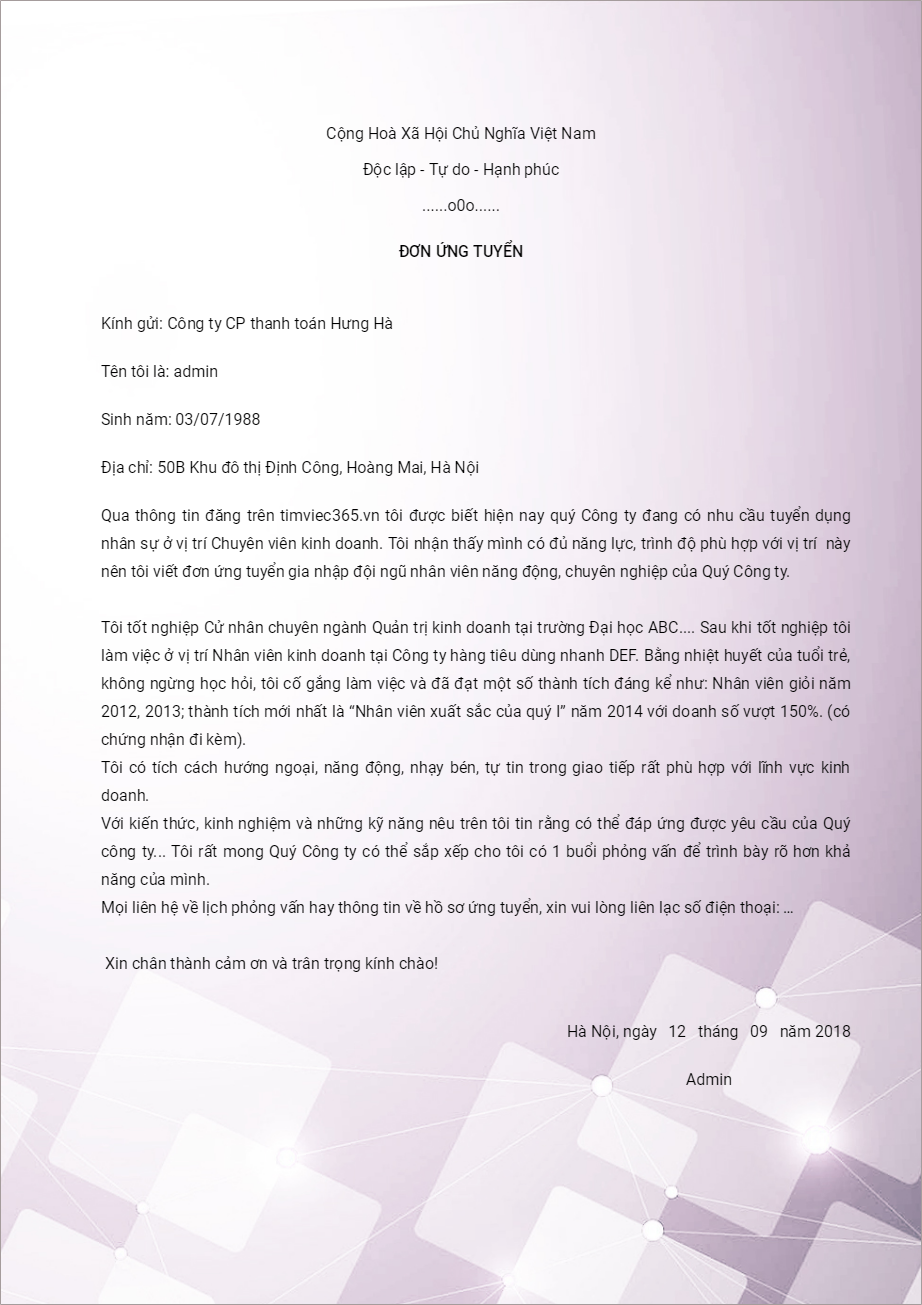 Cộng Hoà Xã Hội Chủ Nghĩa Việt Nam
Độc lập - Tự do - Hạnh phúc
......o0o......
ĐƠN ỨNG TUYỂN
Kính gửi: Công ty CP thanh toán Hưng Hà
Tên tôi là: admin
Sinh năm: 03/07/1988
Địa chỉ: 50B Khu đô thị Định Công, Hoàng Mai, Hà Nội
Qua thông tin đăng trên timviec365.vn tôi được biết hiện nay quý Công ty đang có nhu cầu tuyển dụng
nhân sự ở vị trí Chuyên viên kinh doanh. Tôi nhận thấy mình có đủ năng lực, trình độ phù hợp với vị trí  này
nên tôi viết đơn ứng tuyển gia nhập đội ngũ nhân viên năng động, chuyên nghiệp của Quý Công ty.
Tôi tốt nghiệp Cử nhân chuyên ngành Quản trị kinh doanh tại trường Đại học ABC.... Sau khi tốt nghiệp tôi
làm việc ở vị trí Nhân viên kinh doanh tại Công ty hàng tiêu dùng nhanh DEF. Bằng nhiệt huyết của tuổi trẻ,
không ngừng học hỏi, tôi cố gắng làm việc và đã đạt một số thành tích đáng kể như: Nhân viên giỏi năm
2012, 2013; thành tích mới nhất là “Nhân viên xuất sắc của quý I” năm 2014 với doanh số vượt 150%. (có
chứng nhận đi kèm).
Tôi có tích cách hướng ngoại, năng động, nhạy bén, tự tin trong giao tiếp rất phù hợp với lĩnh vực kinh
doanh.
Với kiến thức, kinh nghiệm và những kỹ năng nêu trên tôi tin rằng có thể đáp ứng được yêu cầu của Quý
công ty... Tôi rất mong Quý Công ty có thể sắp xếp cho tôi có 1 buổi phỏng vấn để trình bày rõ hơn khả
năng của mình.
Mọi liên hệ về lịch phỏng vấn hay thông tin về hồ sơ ứng tuyển, xin vui lòng liên lạc số điện thoại: ...
Xin chân thành cảm ơn và trân trọng kính chào!
Hà Nội, ngày   12   tháng   09   năm 2018
Admin